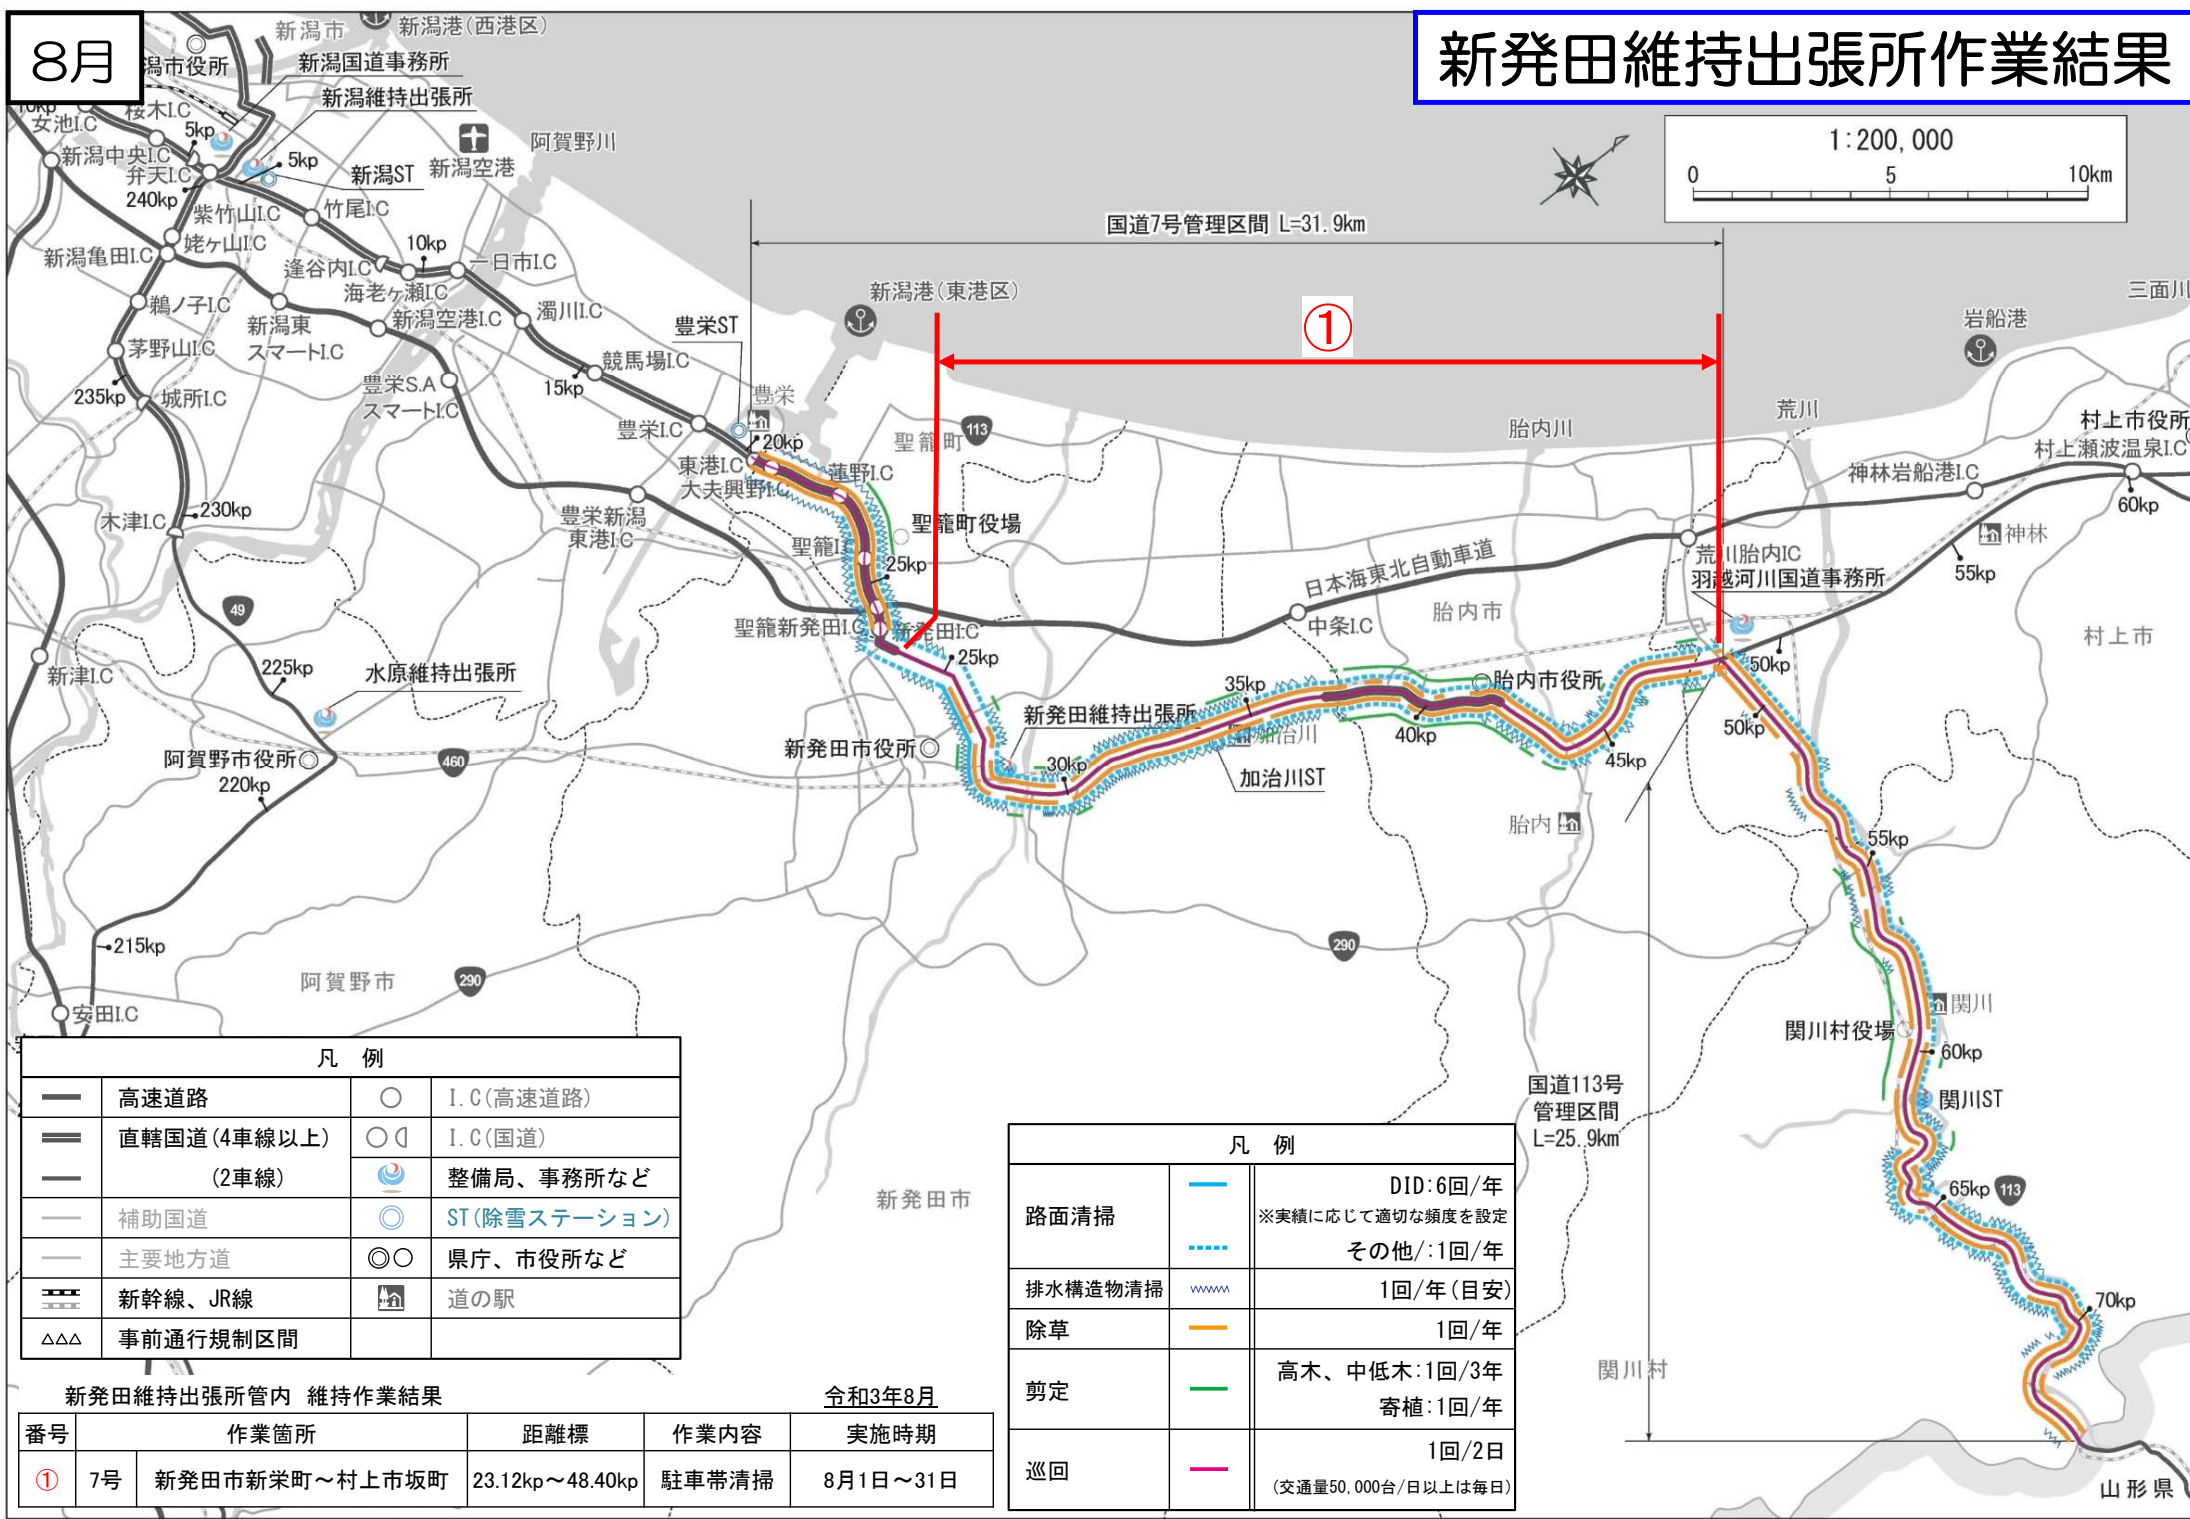 8月
新発田維持出張所作業結果
新潟市
新潟港(西港区)
潟市役所
新潟国道事務所
新潟維持出張所
10kp
女池I.C
桜木I.C
5kp
新潟中央I.C
弁天I.C
240kp
5kp
新潟ST
新潟空港
阿賀野川
紫竹山I.C
竹尾I.C
姥ヶ山I.C
新潟亀田I.C
10kp
逢谷内I.C
一日市I.C
海老ヶ瀬I.C
鵜ノ子I.C
新潟東
スマートI.C
新潟空港I.C
濁川I.C
茅野山I.C
235kp
城所I.C
豊栄S.A
スマートI.C
15kp
競馬場I.C
豊栄ST
豊栄
豊栄I.C
20kp
東港I.C
大夫興野I.C
蓮野I.C
新潟港(東港区)
聖籠町
113
1:200,000
0
5
10km
国道7号管理区間 L=31.9km
①
三面川
岩船港
荒川
胎内川
村上市役所
村上瀬波温泉I.C
神林岩船港I.C
60kp
神林
55kp
荒川胎内IC
羽越河川国道事務所
日本海東北自動車道
中条I.C
胎内市
村上市
木津I.C
230kp
豊栄新潟
東港I.C
聖籠I.
聖籠町役場
25kp
聖籠新発田I.C
新発田I.C
25kp
49
新津I.C
225kp
水原維持出張所
阿賀野市役所
220kp
460
新発田市役所
新発田維持出張所
30kp
35kp
加治川
加治川ST
胎内市役所
40kp
45kp
50kp
50kp
胎内
55kp
215kp
安田I.C
阿賀野市
290
290
関川
関川村役場
60kp
関川ST
国道113号
管理区間
L=25.9km
65kp
113
70kp
新発田市
関川村
山形県
凡 例
高速道路
I.C(高速道路)
直轄国道(4車線以上)
I.C(国道)
(2車線)
整備局、事務所など
補助国道
ST(除雪ステーション)
主要地方道
県庁、市役所など
新幹線、JR線
道の駅
事前通行規制区間
凡 例
路面清掃
DID:6回/年
※実績に応じて適切な頻度を設定
その他/:1回/年
排水構造物清掃
1回/年(目安)
除草
1回/年
剪定
高木、中低木:1回/3年
寄植:1回/年
巡回
1回/2日
(交通量50,000台/日以上は毎日)
新発田維持出張所管内 維持作業結果
令和3年8月
番号 作業箇所 距離標 作業内容 実施時期
① 7号 新発田市新栄町～村上市坂町 23.12kp～48.40kp 駐車帯清掃 8月1日～31日